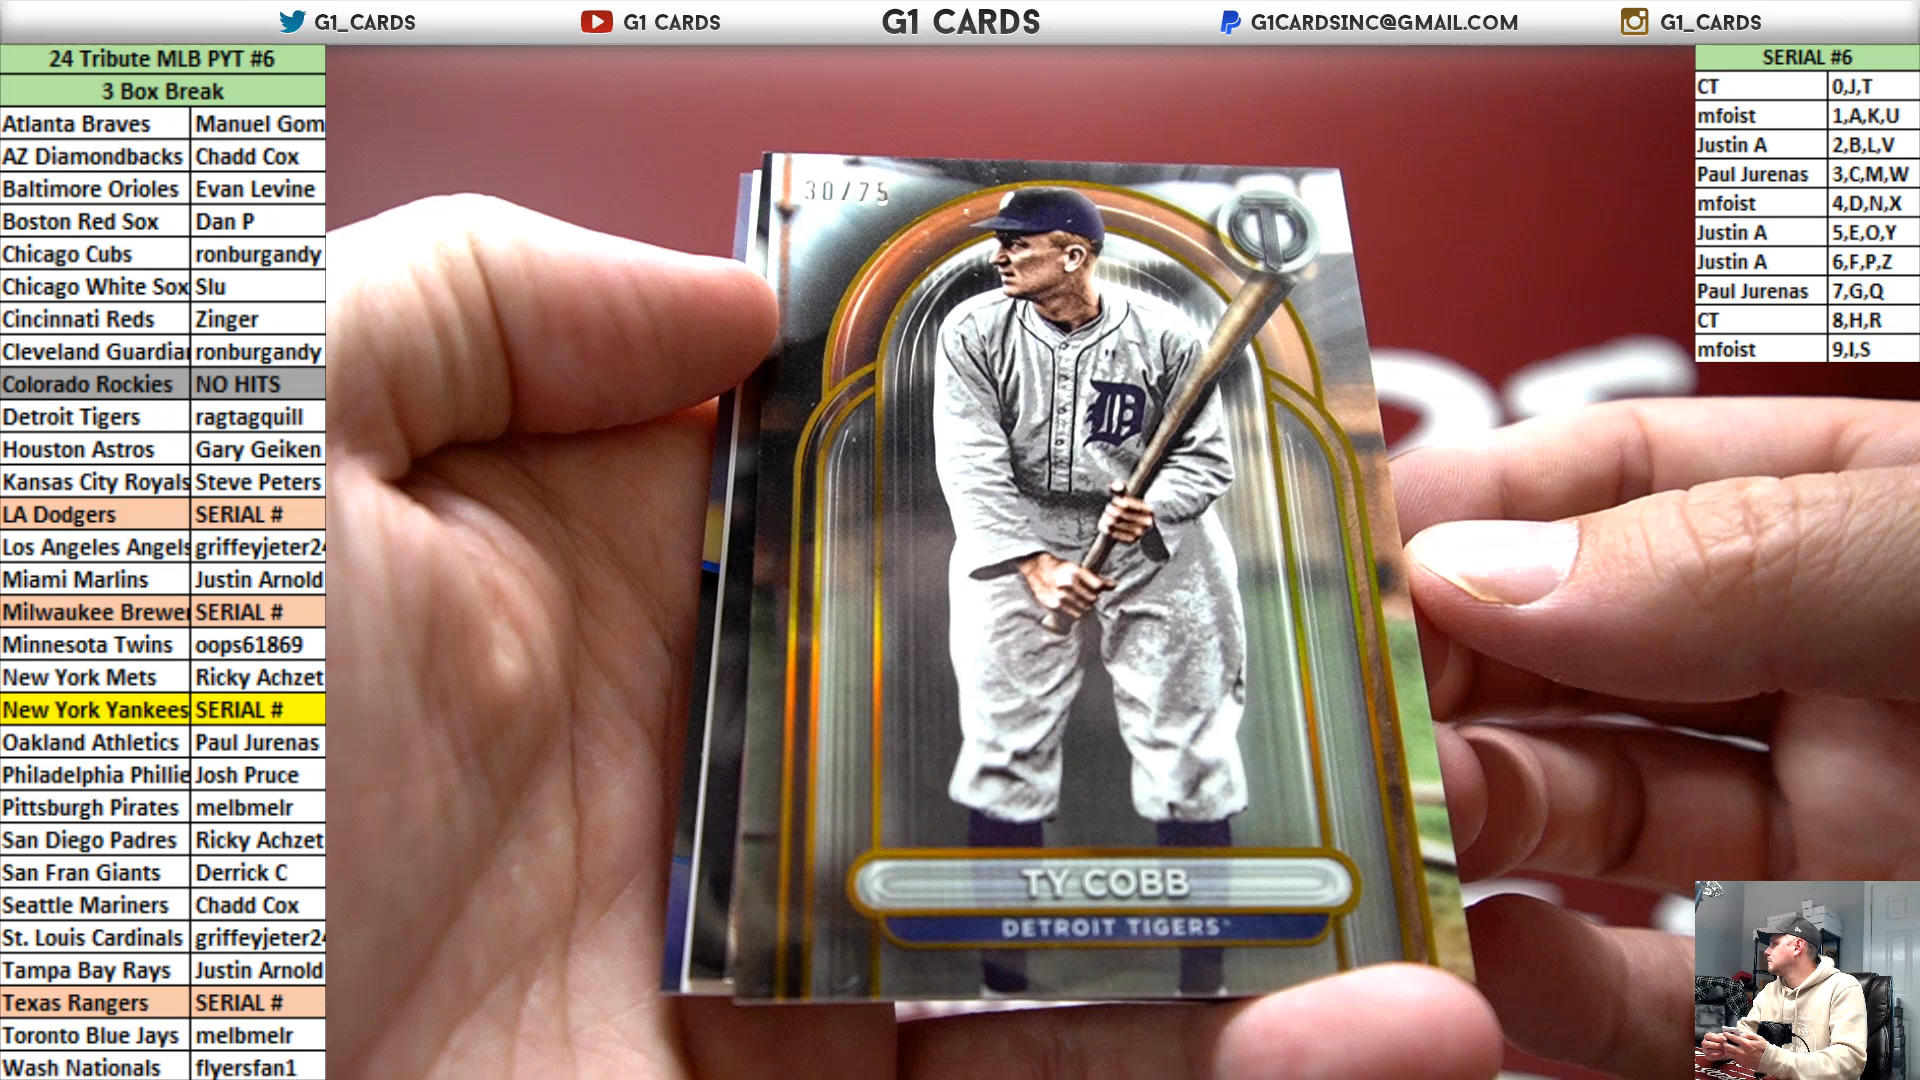 G1_CARDS G1 CARDS G1 CARDS G1CARDSINC@GMAIL.COM G1_CARDS
24 Tribute MLB PYT #6
3 Box Break
Atlanta Braves Manuel Gom
AZ Diamondbacks Chadd Cox
Baltimore Orioles Evan Levine
Boston Red Sox Dan P
Chicago Cubs ronburgandy
Chicago White Sox Slu
Cincinnati Reds Zinger
Cleveland Guardia ronburgandy
Colorado Rockies NO HITS
Detroit Tigers ragtagquill
Houston Astros Gary Geiken
Kansas City Royals Steve Peters
LA Dodgers SERIAL #
Los Angeles Angels griffeyjeter2
Miami Marlins Justin Arnold
Milwaukee Brewe SERIAL #
Minnesota Twins oops61869
New York Mets Ricky Achzet
New York Yankees SERIAL #
Oakland Athletics Paul Jurenas
Philadelphia Phillie Josh Pruce
Pittsburgh Pirates melbmelr
San Diego Padres Ricky Achzet
San Fran Giants Derrick C
Seattle Mariners Chadd Cox
St. Louis Cardinals griffeyjeter2
Tampa Bay Rays Justin Arnold
Texas Rangers SERIAL #
Toronto Blue Jays melbmelr
Wash Nationals flyersfan1
30/75
T
D
TY COBB
DETROIT TIGERS
SERIAL #6
CT 0,J,T
mfoist 1,A,K,U
Justin A 2,B,L,V
Paul Jurenas 3,C,M,W
mfoist 4,D,N,X
Justin A 5,E,O,Y
Justin A 6,F,P,Z
Paul Jurenas 7,G,Q
CT 8,H,R
mfoist 9,I,S